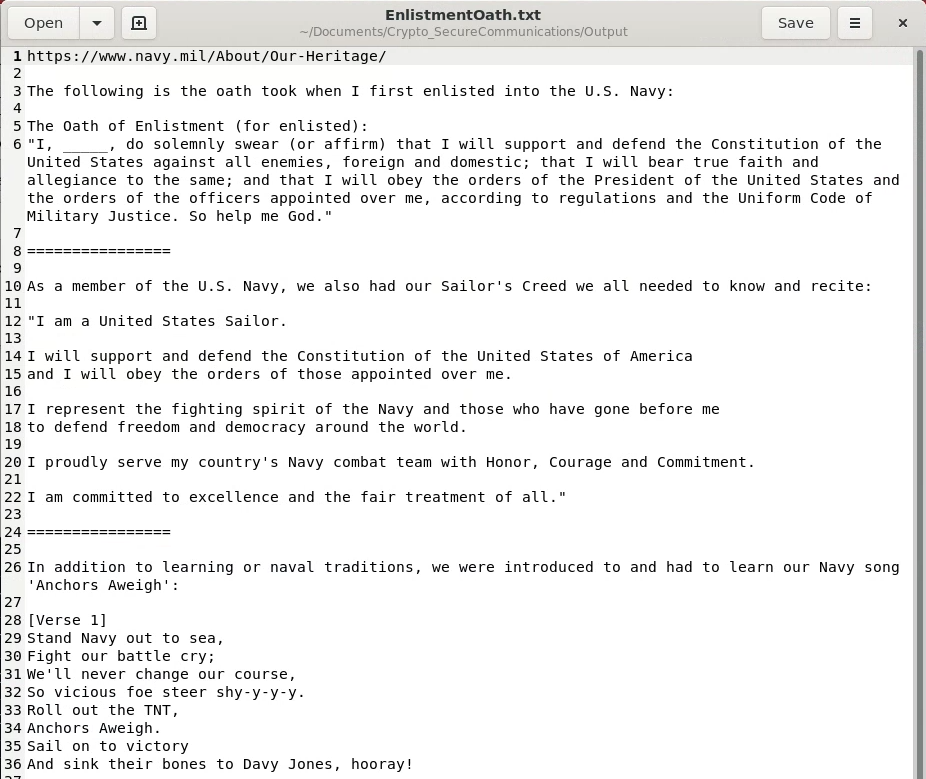 Open
EnlistmentOath.txt
~/Documents/Crypto_SecureCommunications/Output
Save
1 https://www.navy.mil/About/Our-Heritage/
2
3 The following is the oath took when I first enlisted into the U.S. Navy:
4
5 The Oath of Enlistment (for enlisted):
6 "I, _____, do solemnly swear (or affirm) that I will support and defend the Constitution of the
United States against all enemies, foreign and domestic; that I will bear true faith and
allegiance to the same; and that I will obey the orders of the President of the United States and
the orders of the officers appointed over me, according to regulations and the Uniform Code of
Military Justice. So help me God."
7
8 ================
9
10 As a member of the U.S. Navy, we also had our Sailor's Creed we all needed to know and recite:
11
12 "I am a United States Sailor.
13
14 I will support and defend the Constitution of the United States of America
15 and I will obey the orders of those appointed over me.
16
17 I represent the fighting spirit of the Navy and those who have gone before me
18 to defend freedom and democracy around the world.
19
20 I proudly serve my country's Navy combat team with Honor, Courage and Commitment.
21
22 I am committed to excellence and the fair treatment of all."
23
24 ================
25
26 In addition to learning or naval traditions, we were introduced to and had to learn our Navy song
'Anchors Aweigh':
27
28 [Verse 1]
29 Stand Navy out to sea,
30 Fight our battle cry;
31 We'll never change our course,
32 So vicious foe steer shy-y-y-y.
33 Roll out the TNT,
34 Anchors Aweigh.
35 Sail on to victory
36 And sink their bones to Davy Jones, hooray!